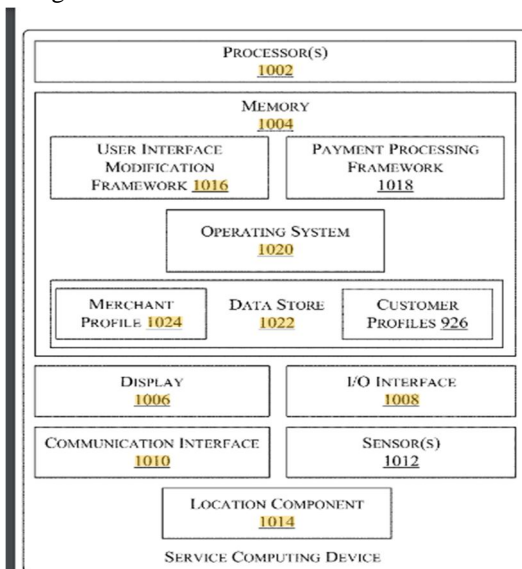 PROCESSOR(S)
1002
MEMORY
1004
USER INTERFACE
MODIFICATION
FRAMEWORK 1016
PAYMENT PROCESSING
FRAMEWORK
1018
OPERATING SYSTEM
1020
MERCHANT
PROFILE 1024
DATA STORE
1022
CUSTOMER
PROFILES 926
DISPLAY
1006
I/O INTERFACE
1008
COMMUNICATION INTERFACE
1010
SENSOR(S)
1012
LOCATION COMPONENT
1014
SERVICE COMPUTING DEVICE